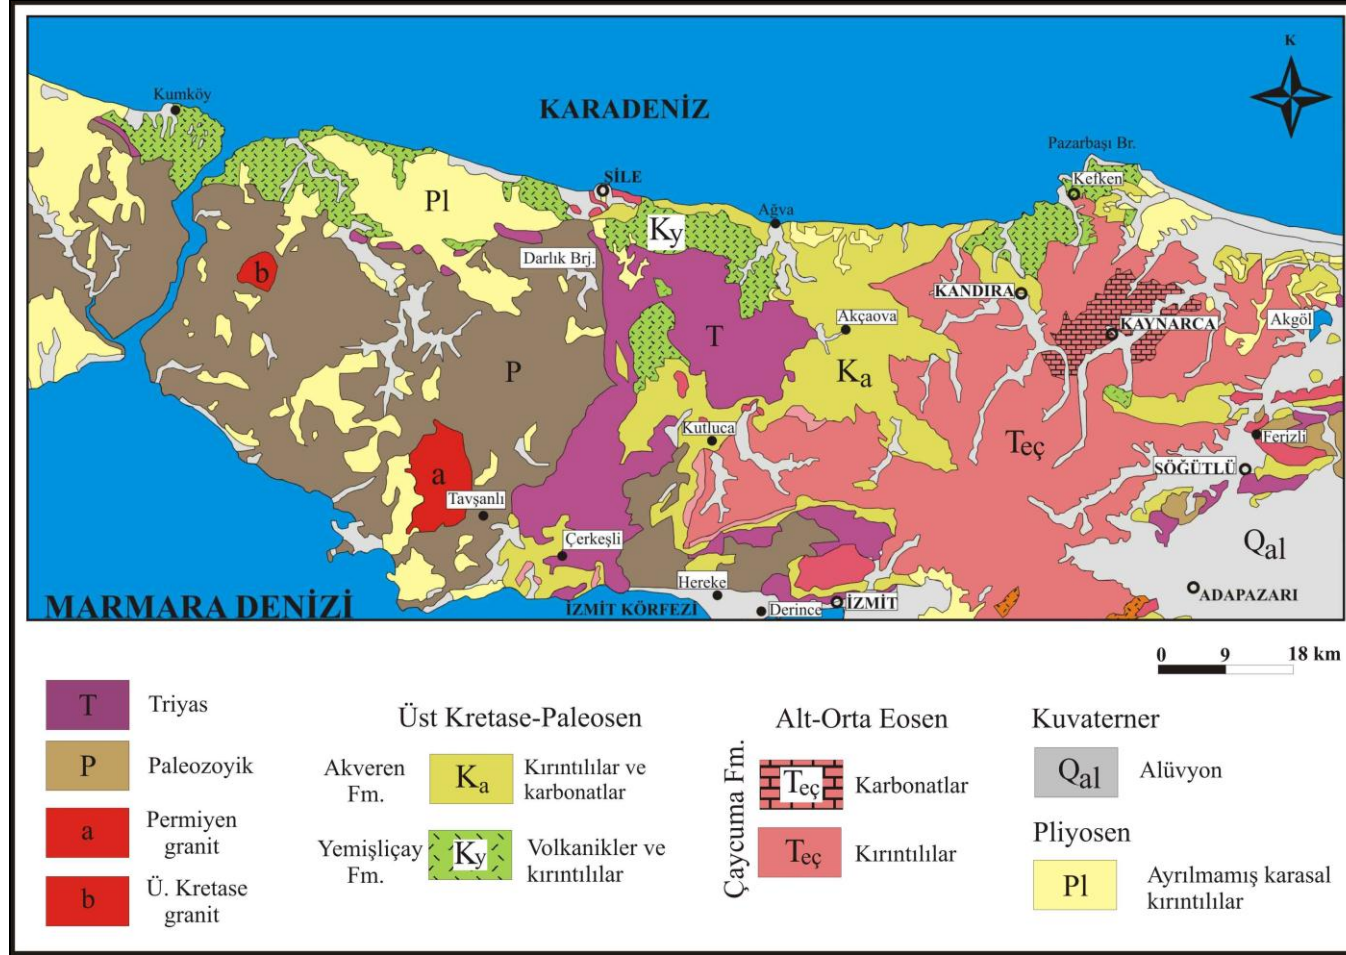 K
Kumköy
KARADENİZ
Pazarbaşı Br.
Kefken
ŞİLE
Pl
Ağva
Ky
Darlık Brj.
b
KANDIRA
Akçaova
KAYNARCA
Akgöl
T
P
Ka
Kutluca
Teç
Ferizli
a
SÖĞÜTLÜ
Tavşanlı
Çerkeşli
Qal
Hereke
MARMARA DENİZİ
İZMİT KÖRFEZİ
Derince
İZMİT
ADAPAZARI
0 9 18 km
T Triyas
P Paleozoyik
a Permiyen
granit
b Ü. Kretase
granit
Üst Kretase-Paleosen
Akveren
Fm.
Ka
Kırıntılılar ve
karbonatlar
Yemişliçay
Fm.
Ky
Volkanikler ve
kırıntılılar
Alt-Orta Eosen
Çaycuma Fm.
Teç Karbonatlar
Teç Kırıntılılar
Kuvaterner
Qal Alüvyon
Pliyosen
Pl Ayrılmamış karasal
kırıntılılar